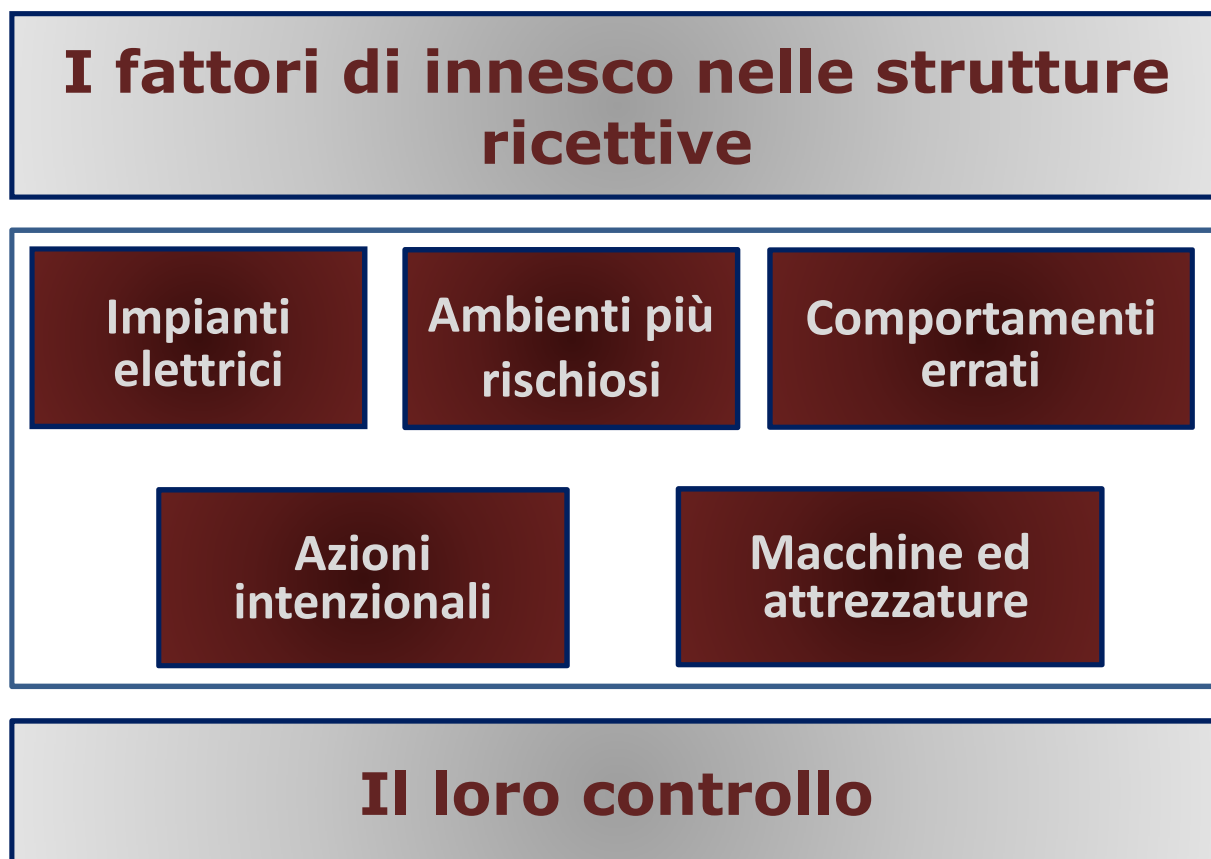 I fattori di innesco nelle strutture
ricettive
Impianti
elettrici
Ambienti più
rischiosi
Comportamenti
errati
Azioni
intenzionali
Macchine ed
attrezzature
Il loro controllo